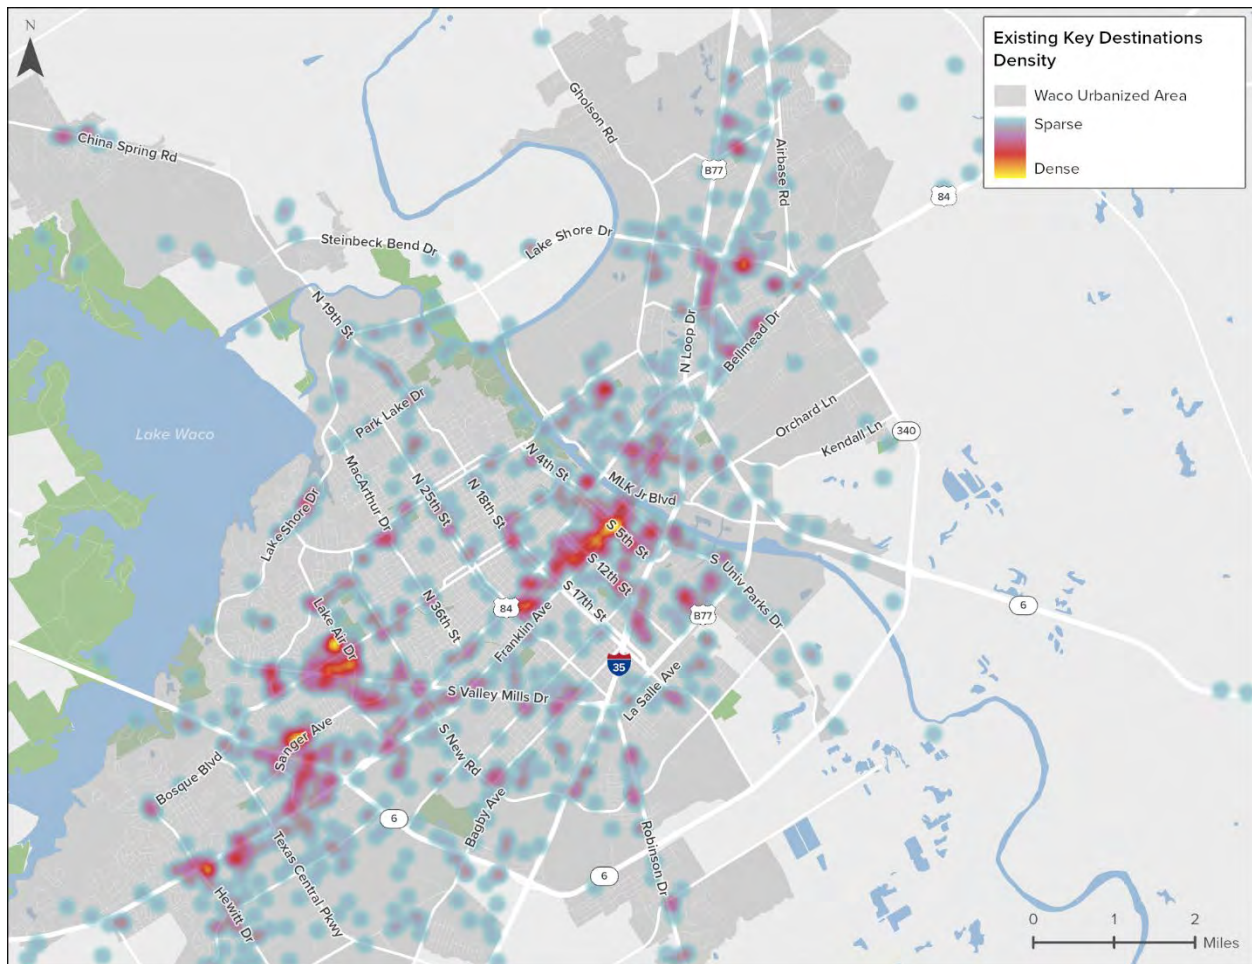 N
Existing Key Destinations
Density
Waco Urbanized Area
Sparse
Dense
Gholson Rd
China Spring Rd
Airbase Rd
B77
84
Steinbeck Bend Dr
Lake Shore Dr
N 19th St
N Loop Dr
Bellmead Dr
Park Lake Dr
Orchard Ln
Kendall Ln
340
Lake Waco
MacArthur Dr
N 4th St
N 25th St
N 18th St
MLK Jr Blvd
Lake Shore Dr
S 5th St
S 12th St
S Univ Parks Dr
S 17th St
84
B77
6
Lake Air Dr
N 36th St
Franklin Ave
35
La Salle Ave
S Valley Mills Dr
Sanger Ave
S New Rd
Bosque Blvd
Bagby Ave
6
Texas Central Pkwy
Robinson Dr
6
Hewitt Dr
0 1 2
Miles